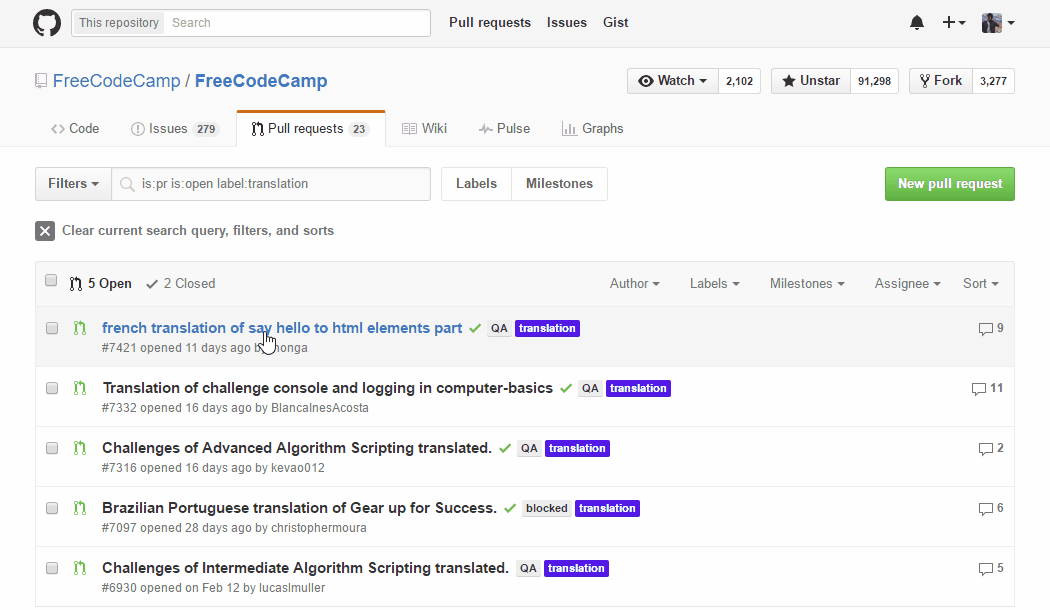 This repository Search Pull requests Issues Gist
FreeCodeCamp / FreeCodeCamp Watch 2,102 Unstar 91,298 Fork 3,277
Code Issues 279 Pull requests 23 Wiki Pulse Graphs
Filters is:pr is:open label:translation Labels Milestones New pull request
Clear current search query, filters, and sorts
5 Open 2 Closed Author Labels Milestones Assignee Sort
french translation of say hello to html elements part QA translation 9
#7421 opened 11 days ago
Translation of challenge console and logging in computer-basics QA translation 11
#7332 opened 16 days ago by BlancaInesAcosta
Challenges of Advanced Algorithm Scripting translated. QA translation 2
#7316 opened 16 days ago by kevao012
Brazilian Portuguese translation of Gear up for Success. blocked translation 6
#7097 opened 28 days ago by christophermoura
Challenges of Intermediate Algorithm Scripting translated. QA translation 5
#6930 opened on Feb 12 by lucaslmuller